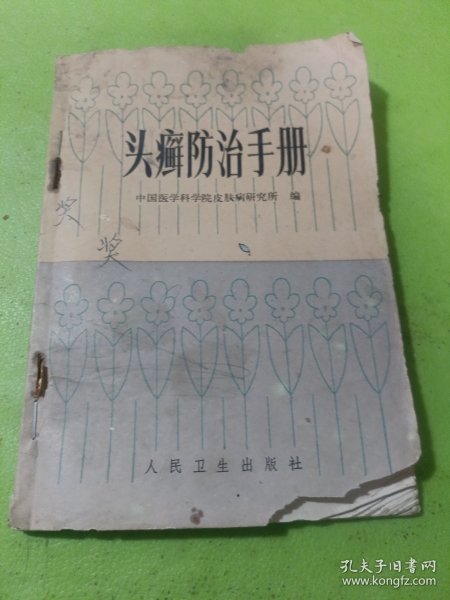 头癣防治手册
中国医学科学院皮肤病研究所 编
奖
奖
人民卫生出版社
孔夫子旧书网
www.kongfz.com